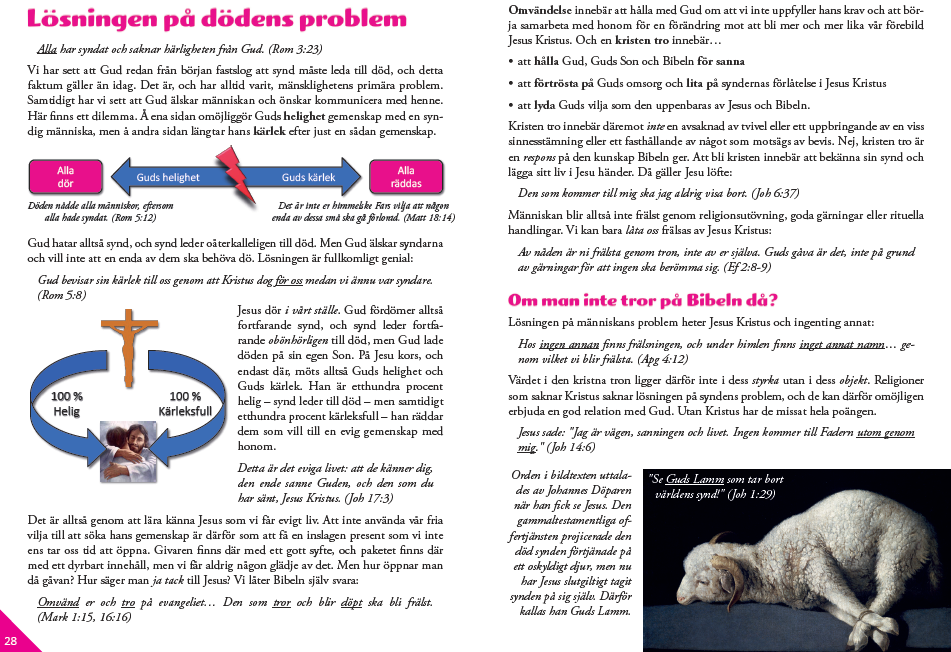 Lösningen på dödens problem
Alla har syndat och saknar härligheten från Gud. (Rom 3:23)
Vi har sett att Gud redan från början fastslog att synd måste leda till död, och detta
faktum gäller än idag. Det är, och har alltid varit, mänsklighetens primära problem.
Samtidigt har vi sett att Gud älskar människan och önskar kommunicera med henne.
Här finns ett dilemma. Å ena sidan omöjliggör Guds helighet gemenskap med en syn-
dig människa, men å andra sidan längtar hans kärlek efter just en sådan gemenskap.
Alla
dör
Guds helighet
Guds kärlek
Alla
räddas
Döden nådde alla människor, eftersom
alla hade syndat. (Rom 5:12)
Det är inte er himmelske Fars vilja att någon
enda av dessa små ska gå förlorad. (Matt 18:14)
Gud hatar alltså synd, och synd leder oåterkalleligen till död. Men Gud älskar syndarna
och vill inte att en enda av dem ska behöva dö. Lösningen är fullkomligt genial:
Gud bevisar sin kärlek till oss genom att Kristus dog för oss medan vi ännu var syndare.
(Rom 5:8)
100 %
Helig
100 %
Kärleksfull
Jesus dör i vårt ställe. Gud fördömer alltså
fortfarande synd, och synd leder fortfa-
rande obönhörligen till död, men Gud lade
döden på sin egen Son. På Jesu kors, och
endast där, möts alltså Guds helighet och
Guds kärlek. Han är etthundra procent
helig – synd leder till död – men samtidigt
etthundra procent kärleksfull – han räddar
dem som vill till en evig gemenskap med
honom.
Detta är det eviga livet: att de känner dig,
den ende sanne Guden, och den som du
har sänt, Jesus Kristus. (Joh 17:3)
Det är alltså genom att lära känna Jesus som vi får evigt liv. Att inte använda vår fria
vilja till att söka hans gemenskap är därför som att få en inslagen present som vi inte
ens tar oss tid att öppna. Givaren finns där med ett gott syfte, och paketet finns där
med ett dyrbart innehåll, men vi får aldrig någon glädje av det. Men hur öppnar man
då gåvan? Hur säger man ja tack till Jesus? Vi låter Bibeln själv svara:
Omvänd er och tro på evangeliet… Den som tror och blir döpt ska bli frälst.
(Mark 1:15, 16:16)
28
Omvändelse innebär att hålla med Gud om att vi inte uppfyller hans krav och att bör-
ja samarbeta med honom för en förändring mot att bli mer och mer lika vår förebild
Jesus Kristus. Och en kristen tro innebär…
• att hålla Gud, Guds Son och Bibeln för sanna
• att förtrösta på Guds omsorg och lita på syndernas förlåtelse i Jesus Kristus
• att lyda Guds vilja som den uppenbaras av Jesus och Bibeln.
Kristen tro innebär däremot inte en avsaknad av tvivel eller ett uppbringande av en viss
sinnesstämning eller ett fasthållande av något som motsägs av bevis. Nej, kristen tro är
en respons på den kunskap Bibeln ger. Att bli kristen innebär att bekänna sin synd och
lägga sitt liv i Jesu händer. Då gäller Jesu löfte:
Den som kommer till mig ska jag aldrig visa bort. (Joh 6:37)
Människan blir alltså inte frälst genom religionsutövning, goda gärningar eller rituella
handlingar. Vi kan bara låta oss frälsas av Jesus Kristus:
Av nåden är ni frälsta genom tron, inte av er själva. Guds gåva är det, inte på grund
av gärningar för att ingen ska berömma sig. (Ef 2:8-9)
Om man inte tror på Bibeln då?
Lösningen på människans problem heter Jesus Kristus och ingenting annat:
Hos ingen annan finns frälsningen, och under himlen finns inget annat namn… ge-
nom vilket vi blir frälsta. (Apg 4:12)
Värdet i den kristna tron ligger därför inte i dess styrka utan i dess objekt. Religioner
som saknar Kristus saknar lösningen på syndens problem, och de kan därför omöjligen
erbjuda en god relation med Gud. Utan Kristus har de missat hela poängen.
Jesus sade: "Jag är vägen, sanningen och livet. Ingen kommer till Fadern utom genom
mig." (Joh 14:6)
Orden i bildtexten uttala-
des av Johannes Döparen
när han fick se Jesus. Den
gammaltestamentliga of-
fertjänsten projicerade den
död synden förtjänade på
ett oskyldigt djur, men nu
har Jesus slutgiltigt tagit
synden på sig själv. Därför
kallas han Guds Lamm.
"Se Guds Lamm som tar bort
världens synd!" (Joh 1:29)